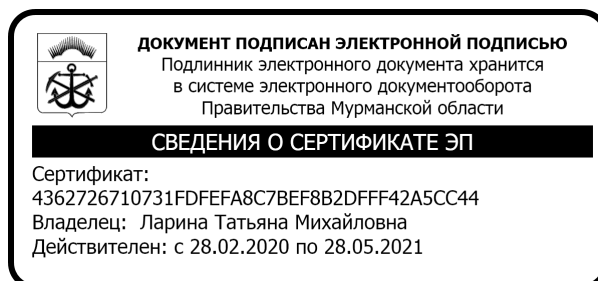 ДОКУМЕНТ ПОДПИСАН ЭЛЕКТРОННОЙ ПОДПИСЬЮ
Подлинник электронного документа хранится
в системе электронного документооборота
Правительства Мурманской области
СВЕДЕНИЯ О СЕРТИФИКАТЕ ЭП
Сертификат:
4362726710731FDFEFA8C7BEF8B2DFFF42A5CC44
Владелец: Ларина Татьяна Михайловна
Действителен: с 28.02.2020 по 28.05.2021